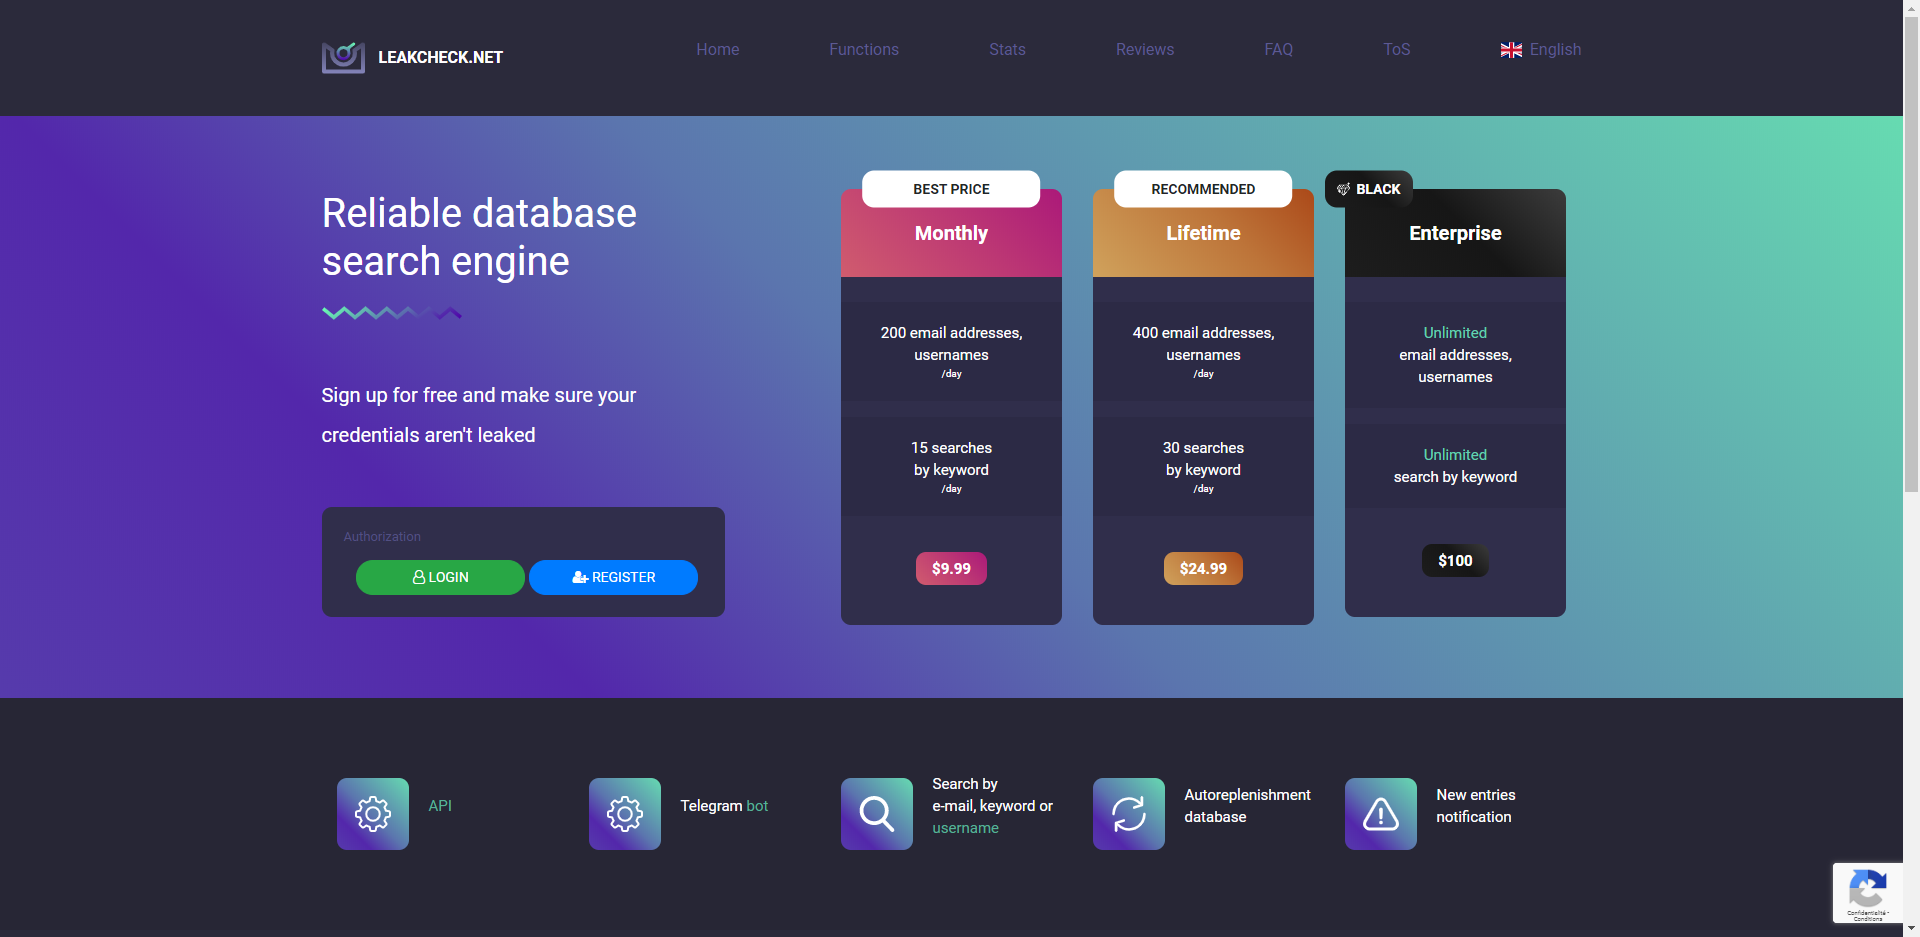 LEAKCHECK.NET
Home
Functions
Stats
Reviews
FAQ
ToS
English
Reliable database
search engine
Sign up for free and make sure your
credentials aren't leaked
Authorization
LOGIN
REGISTER
BEST PRICE
Monthly
200 email addresses,
usernames
/day
15 searches
by keyword
/day
$9.99
RECOMMENDED
Lifetime
400 email addresses,
usernames
/day
30 searches
by keyword
/day
$24.99
BLACK
Enterprise
Unlimited
email addresses,
usernames
Unlimited
search by keyword
$100
API
Telegram bot
Search by
e-mail, keyword or
username
Autoreplenishment
database
New entries
notification
Confidentialité -
Conditions